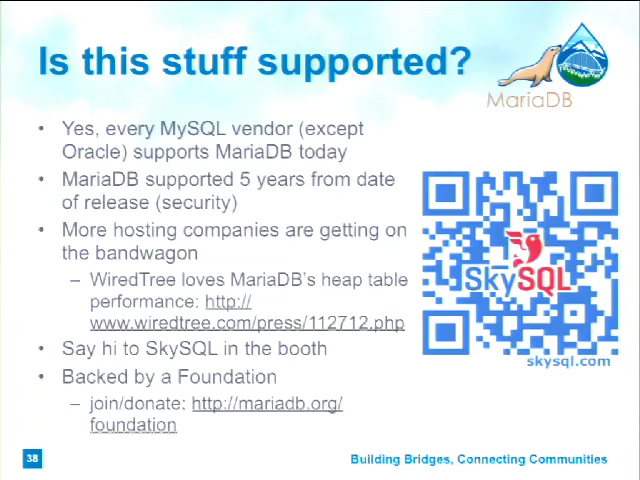 Is this stuff supported?
MariaDB
• Yes, every MySQL vendor (except
Oracle) supports MariaDB today
• MariaDB supported 5 years from date
of release (security)
• More hosting companies are getting on
the bandwagon
– WiredTree loves MariaDB's heap table
performance: http://
www.wiredtree.com/press/112712.php
• Say hi to SkySQL in the booth
• Backed by a Foundation
– join/donate: http://mariadb.org/
foundation
SkySQL
skysql.com
38
Building Bridges, Connecting Communities